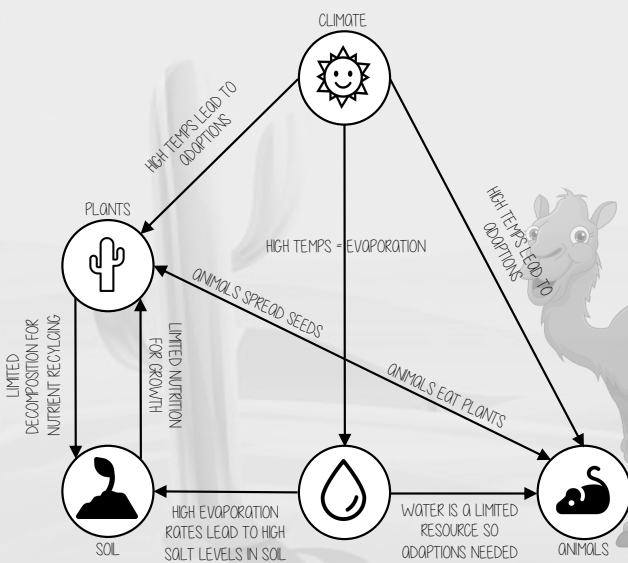 CLIMATE
HIGH TEMPS LEAD TO
ADAPTIONS
HIGH TEMPS LEAD TO
ADAPTIONS
PLANTS
HIGH TEMPS = EVAPORATION
ANIMALS SPREAD SEEDS
ANIMALS EAT PLANTS
LIMITED
DECOMPOSITION FOR
NUTRIENT RECYLCING
LIMITED NUTRITION
FOR GROWTH
HIGH EVAPORATION
RATES LEAD TO HIGH
SALT LEVELS IN SOIL
WATER IS A LIMITED
RESOURCE SO
ADAPTIONS NEEDED
SOIL
ANIMALS